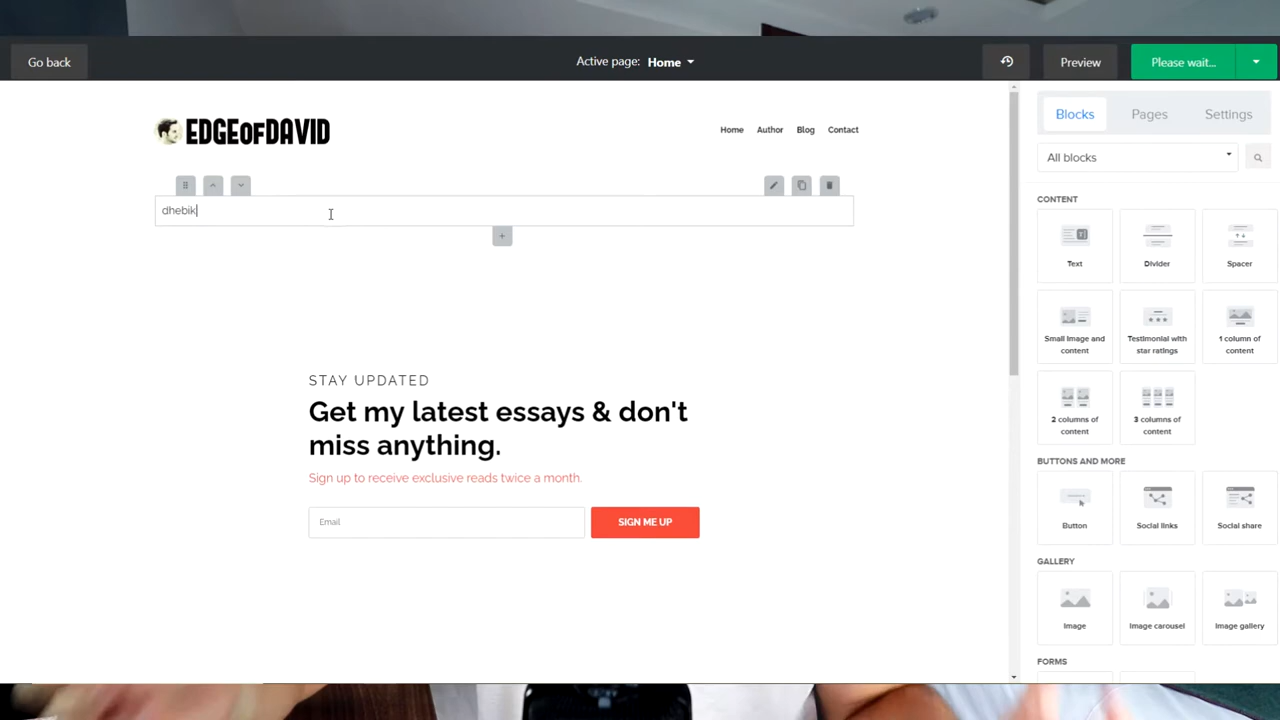 Go back
Active page: Home
Preview
Please wait...
EDGEOFDAVID
Home Author Blog Contact
dhebik
STAY UPDATED
Get my latest essays & don't
miss anything.
Sign up to receive exclusive reads twice a month.
Email
SIGN ME UP
Blocks Pages Settings
All blocks
CONTENT
Text
Divider
Spacer
Small image and
content
Testimonial with
star ratings
1 column of
content
2 columns of
content
3 columns of
content
BUTTONS AND MORE
Button
Social links
Social share
GALLERY
Image
Image carousel
Image gallery
FORMS